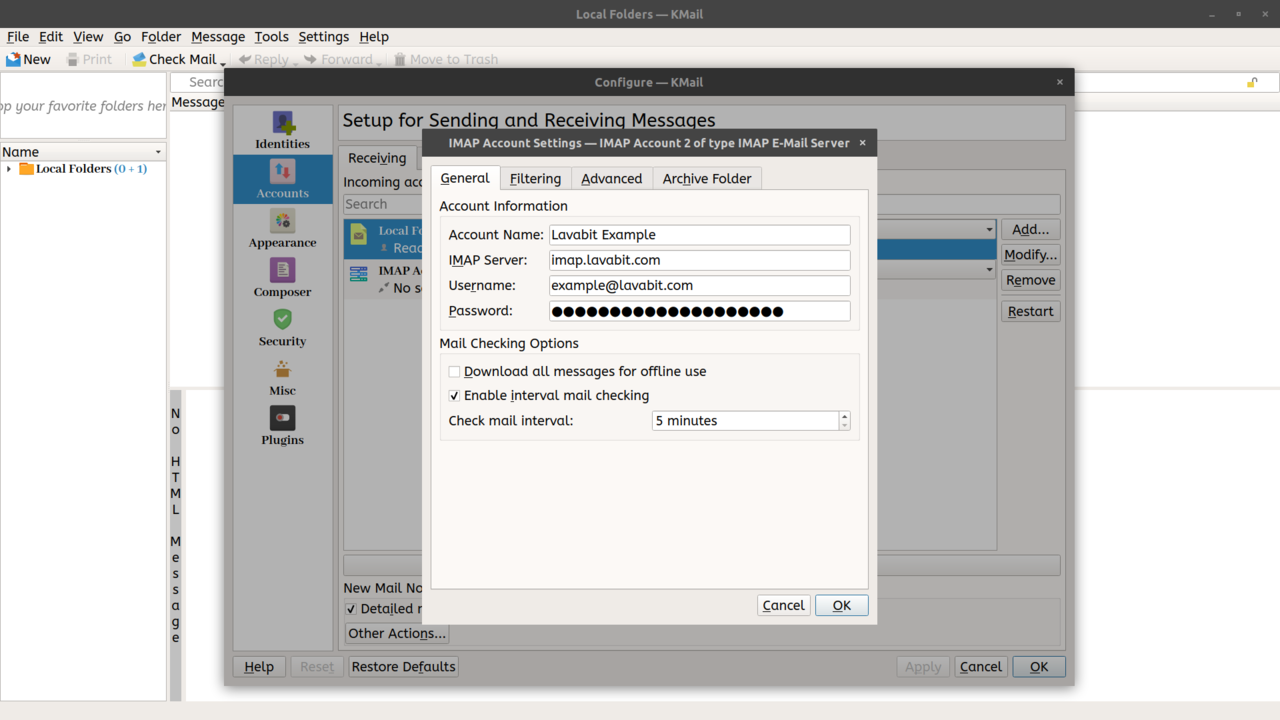 Local Folders — KMail
File Edit View Go Folder Message Tools Settings Help
New Print Check Mail Reply Forward Move to Trash
Searc
op your favorite folders her
Message
Name
Local Folders (0 + 1)
No HTML Message
Configure — KMail
Identities
Accounts
Appearance
Composer
Security
Misc
Plugins
Setup for Sending and Receiving Messages
Receiving
Incoming acc
Search
Local Fo
Read
IMAP A
No s
Add...
Modify...
Remove
Restart
New Mail No
Detailed n
Other Actions...
Help Reset Restore Defaults Apply Cancel OK
IMAP Account Settings — IMAP Account 2 of type IMAP E-Mail Server
General Filtering Advanced Archive Folder
Account Information
Account Name: Lavabit Example
IMAP Server: imap.lavabit.com
Username: example@lavabit.com
Password: ●●●●●●●●●●●●●●●●●●●●
Mail Checking Options
Download all messages for offline use
Enable interval mail checking
Check mail interval: 5 minutes
Cancel OK